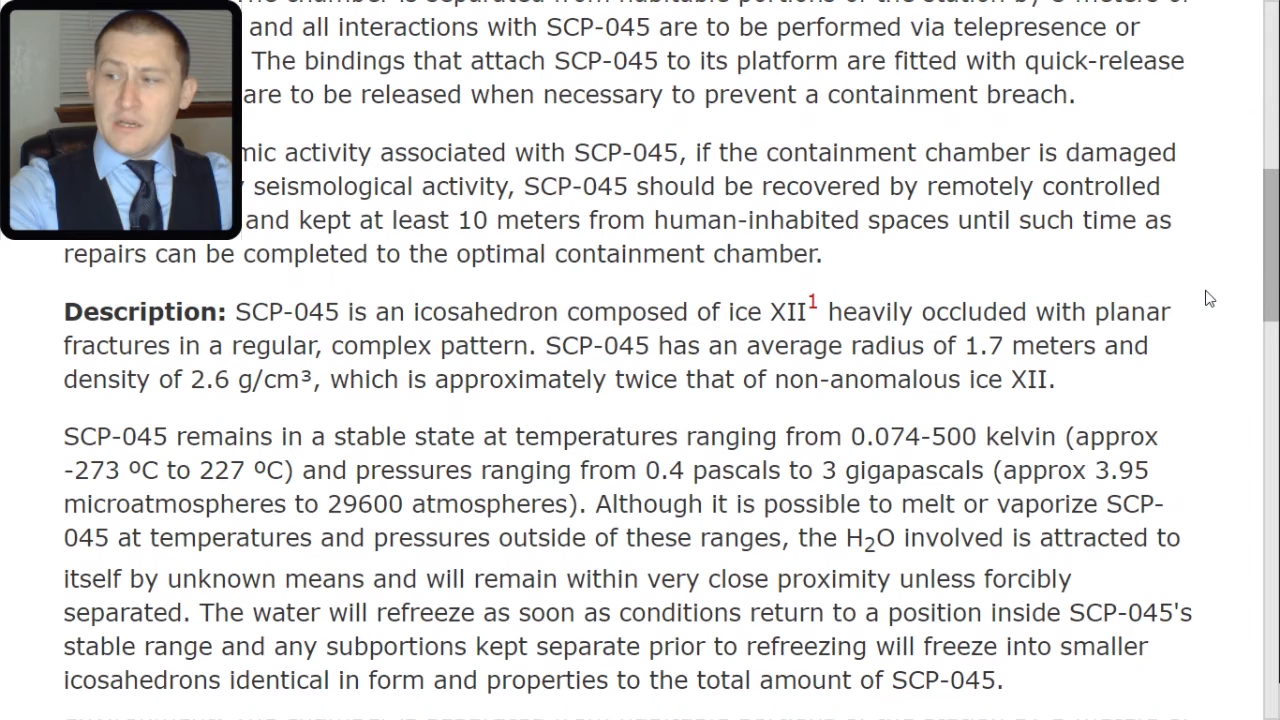 The chamber is separated from habitable portions of the station by
and all interactions with SCP-045 are to be performed via telepresence or
The bindings that attach SCP-045 to its platform are fitted with quick-release
are to be released when necessary to prevent a containment breach.
mic activity associated with SCP-045, if the containment chamber is damaged
seismological activity, SCP-045 should be recovered by remotely controlled
and kept at least 10 meters from human-inhabited spaces until such time as
repairs can be completed to the optimal containment chamber.
Description: SCP-045 is an icosahedron composed of ice XII1 heavily occluded with planar
fractures in a regular, complex pattern. SCP-045 has an average radius of 1.7 meters and
density of 2.6 g/cm³, which is approximately twice that of non-anomalous ice XII.
SCP-045 remains in a stable state at temperatures ranging from 0.074-500 kelvin (approx
-273 ºC to 227 ºC) and pressures ranging from 0.4 pascals to 3 gigapascals (approx 3.95
microatmospheres to 29600 atmospheres). Although it is possible to melt or vaporize SCP-
045 at temperatures and pressures outside of these ranges, the H2O involved is attracted to
itself by unknown means and will remain within very close proximity unless forcibly
separated. The water will refreeze as soon as conditions return to a position inside SCP-045's
stable range and any subportions kept separate prior to refreezing will freeze into smaller
icosahedrons identical in form and properties to the total amount of SCP-045.